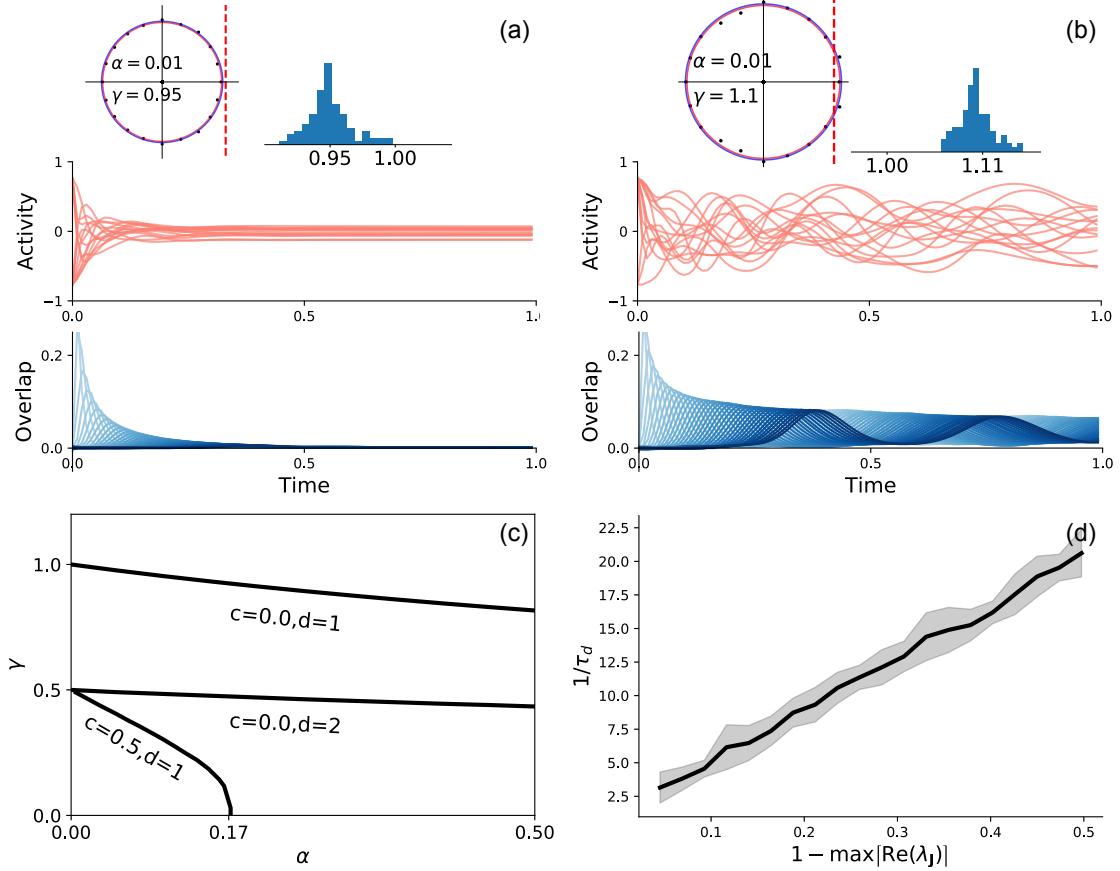 (a)
α = 0.01
γ = 0.95
0.95 1.00
1
0
−1
Activity
0.0 0.5 1.0
0.2
0.0
Overlap
0.0 0.5 1.0
Time
(b)
α = 0.01
γ = 1.1
1.00 1.11
1
0
−1
Activity
0.0 0.5 1.0
0.2
0.0
Overlap
0.0 0.5 1.0
Time
(c)
1.0
0.5
0.0
γ
c=0.0,d=1
c=0.0,d=2
c=0.5,d=1
0.00 0.17 0.50
α
(d)
22.5
20.0
17.5
15.0
12.5
10.0
7.5
5.0
2.5
1/τd
0.1 0.2 0.3 0.4 0.5
1 − max|Re(λJ)|